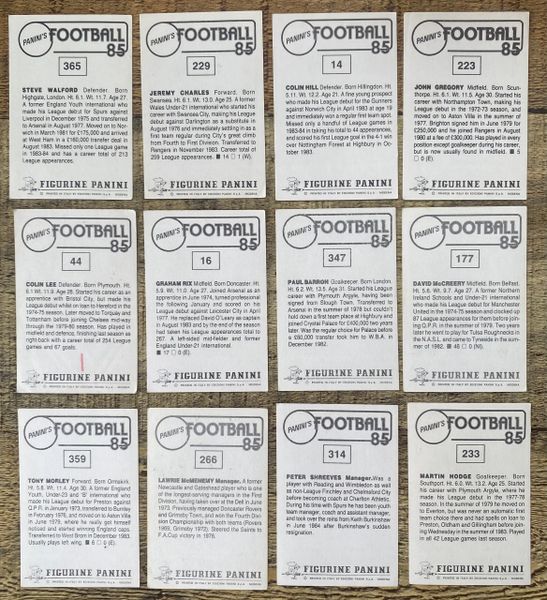 PANINI'S FOOTBALL 85
365
STEVE WALFORD Defender. Born
Highgate, London. Ht. 6.1. Wt. 11.7. Age 27.
A former England Youth international who
made his League debut for Spurs against
Liverpool in December 1975 and transferred
to Arsenal in August 1977. Moved on to Nor-
wich in March 1981 for £175,000 and arrived
at West Ham in a £160,000 transfer deal in
August 1983. Missed only one League game
in 1983-84 and has a career total of 213
League appearances.
FIGURINE PANINI
PANINI'S FOOTBALL 85
229
JEREMY CHARLES Forward. Born
Swansea. Ht. 6.1. Wt. 13.0. Age 25. A former
Wales Under-21 international who started his
career with Swansea City, making his League
debut against Darlington as a substitute in
August 1976 and immediately settling in as a
first team regular during City's great climb
from Fourth to First Division. Transferred to
Rangers in November 1983. Career total of
259 League appearances. ■ 14 □ 1 (W).
FIGURINE PANINI
PANINI'S FOOTBALL 85
14
COLIN HILL Defender. Born Hillingdon. Ht.
5.11. Wt. 12.2. Age 21. A fine young prospect
who made his League debut for the Gunners
against Norwich City in April 1983 at age 19
and quickly won a regular first team spot.
Missed only a handful of League games in
1983-84 in taking his total to 44 appearances,
and scored his first League goal in the 4-1 win
over Nottingham Forest at Highbury in Oc-
tober 1983.
FIGURINE PANINI
PANINI'S FOOTBALL 85
223
JOHN GREGORY Midfield. Born Scun-
thorpe. Ht. 6.1. Wt. 11.5. Age 30. Started his
career with Northampton Town, making his
League debut in the 1972-73 season, and
moved on to Aston Villa in the summer of
1977. Brighton signed him in June 1979 for
£250,000 and he joined Rangers in August
1980 at a fee of £300,000. Has played in every
position except goalkeeper during his career,
but is now usually found in midfield. ■ 5
□ 0 (E).
FIGURINE PANINI
PANINI'S FOOTBALL 85
44
COLIN LEE Defender. Born Plymouth. Ht.
6.1. Wt. 11.9. Age 28. Started his career as an
apprentice with Bristol City, but made his
League debut whilst on loan to Hereford in the
1974-75 season. Later moved to Torquay and
Tottenham before joining Chelsea mid-way
through the 1979-80 season. Has played in
midfield and defence, finishing last season as
right-back with a career total of 254 League
games and 67 goals.
FIGURINE PANINI
PANINI'S FOOTBALL 85
16
GRAHAM RIX Midfield. Born Doncaster. Ht.
5.9. Wt. 11.0. Age 27. Joined Arsenal as an
apprentice in June 1974, turned professional
the following January and scored on his
League debut against Leicester City in April
1977. He replaced David O'Leary as captain
in August 1983 and by the end of the season
had taken his League appearances total to
267. A left sided mid-fielder and former
England Under-21 international.
■ 17 □ 0 (E).
FIGURINE PANINI
PANINI'S FOOTBALL 85
347
PAUL BARRON Goalkeeper. Born London.
Ht. 6.2. Wt. 13.5. Age 31. Started his League
career with Plymouth Argyle, having been
signed from Slough Town. Transferred to
Arsenal in the summer of 1978 but couldn't
hold down a first team place at Highbury and
joined Crystal Palace for £400,000 two years
later. Was the regular choice for Palace before
a £60,000 transfer took him to W.B.A. in
December 1982.
FIGURINE PANINI
PANINI'S FOOTBALL 85
177
DAVID McCREERY Midfield. Born Belfast.
Ht. 5.6. Wt. 9.7. Age 27. A former Northern
Ireland Schools and Under-21 international
who made his League debut for Manchester
United in the 1974-75 season and clocked up
87 League appearances for them before join-
ing Q.P.R. in the summer of 1979. Two years
later he went to play for Tulsa Roughnecks in
the N.A.S.L. and came to Tyneside in the sum-
mer of 1982. ■ 46 □ 0 (NI).
FIGURINE PANINI
PANINI'S FOOTBALL 85
359
TONY MORLEY Forward. Born Ormskirk.
Ht. 5.8. Wt. 11.4. Age 30. A former England
Youth, Under-23 and 'B' international who
made his League debut for Preston against
Q.P.R. in January 1973, transferred to Burnley
in February 1976, and moved on to Aston Villa
in June 1979, where he really got himself
noticed and started winning England caps.
Transferred to West Brom in December 1983.
Usually plays left wing. ■ 6 □ 0 (E).
FIGURINE PANINI
PANINI'S FOOTBALL 85
266
LAWRIE McMENEMY Manager. A former
Newcastle and Gateshead player who is one
of the longest-serving managers in the First
Division, having taken over at the Dell in June
1973. Previously managed Doncaster Rovers
and Grimsby Town, and won the Fourth Divi-
sion Championship with both teams (Rovers
1969, Grimsby 1972). Steered the Saints to
F.A.Cup victory in 1976.
FIGURINE PANINI
PANINI'S FOOTBALL 85
314
PETER SHREEVES Manager.Was a
player with Reading and Wimbledon as well
as non-League Finchley and Chelmsford City
before becoming coach at Charlton Athletic.
During his time with Spurs he has been youth
team manager, coach and assistant manager,
and took over the reins from Keith Burkinshaw
in June 1984 after Burkinshaw's sudden
resignation.
FIGURINE PANINI
PANINI'S FOOTBALL 85
233
MARTIN HODGE Goalkeeper. Born
Southport. Ht. 6.0. Wt. 13.2. Age 25. Started
his career with Plymouth Argyle, where he
made his League debut in the 1977-78
season. In the summer of 1979 he moved on
to Everton, but was never an automatic first
team choice there and had spells on loan in
Preston, Oldham and Gillingham before join-
ing Wednesday in the summer of 1983. Played
in all 42 League games last season.
FIGURINE PANINI